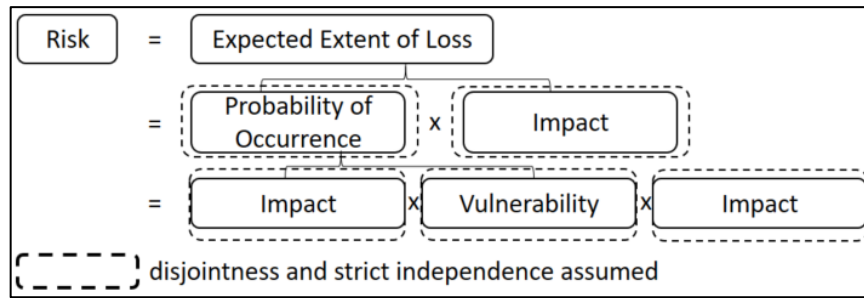 Risk = Expected Extent of Loss
= Probability of
Occurrence x Impact
= Impact x Vulnerability x Impact
disjointness and strict independence assumed